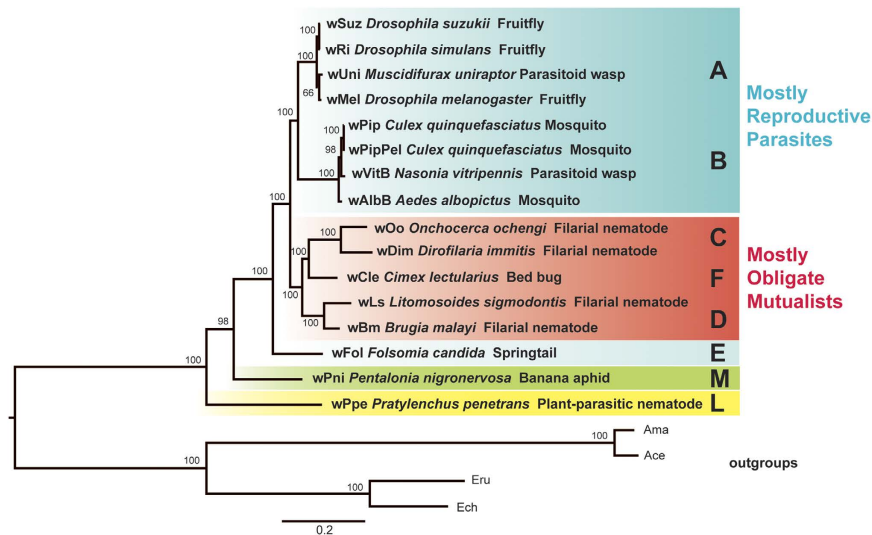 100
wSuz Drosophila suzukii Fruitfly
100
wRi Drosophila simulans Fruitfly
wUni Muscidifurax uniraptor Parasitoid wasp
A
66
wMel Drosophila melanogaster Fruitfly
Mostly
Reproductive
Parasites
100
100
wPip Culex quinquefasciatus Mosquito
98
wPipPel Culex quinquefasciatus Mosquito
B
100
wVitB Nasonia vitripennis Parasitoid wasp
wAlbB Aedes albopictus Mosquito
100
100
wOo Onchocerca ochengi Filarial nematode
C
100
wDim Dirofilaria immitis Filarial nematode
Mostly
Obligate
Mutualists
100
wCle Cimex lectularius Bed bug
F
100
wLs Litomosoides sigmodontis Filarial nematode
D
100
wBm Brugia malayi Filarial nematode
98
wFol Folsomia candida Springtail
E
100
wPni Pentalonia nigronervosa Banana aphid
M
wPpe Pratylenchus penetrans Plant-parasitic nematode
L
100
Ama
Ace
outgroups
100
100
Eru
Ech
0.2